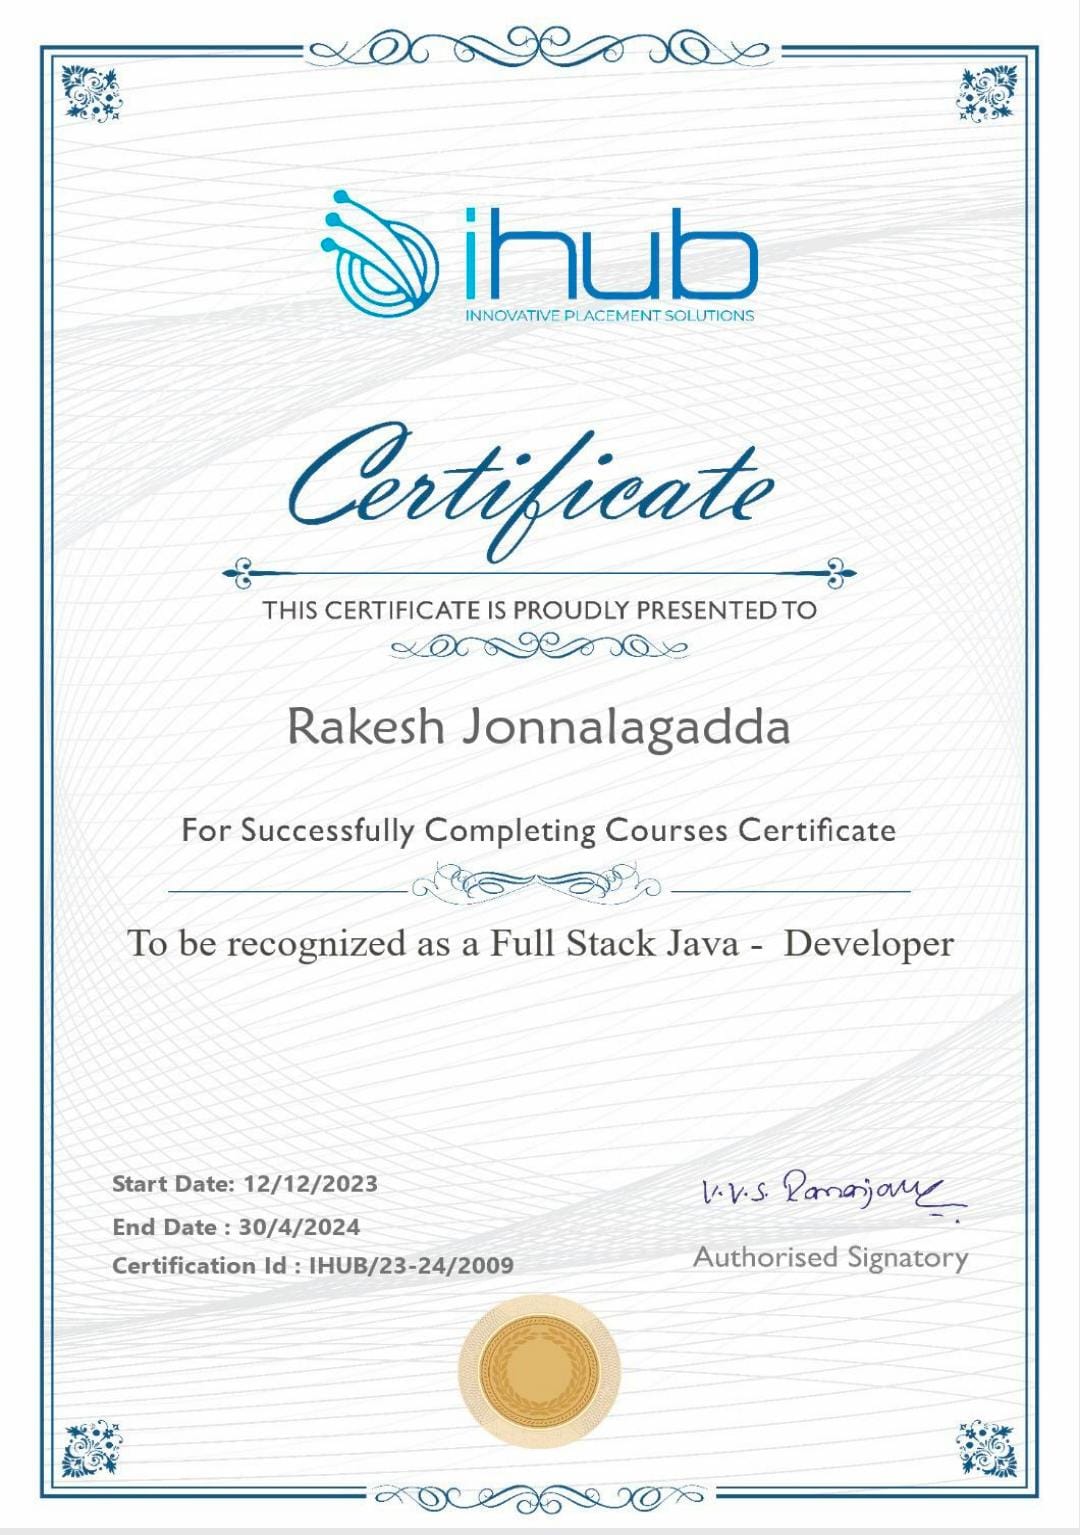 ihub
INNOVATIVE PLACEMENT SOLUTIONS
Certificate
THIS CERTIFICATE IS PROUDLY PRESENTED TO
Rakesh Jonnalagadda
For Successfully Completing Courses Certificate
To be recognized as a Full Stack Java -  Developer
Start Date: 12/12/2023
End Date : 30/4/2024
Certification Id : IHUB/23-24/2009
V.V.S.
Authorised Signatory